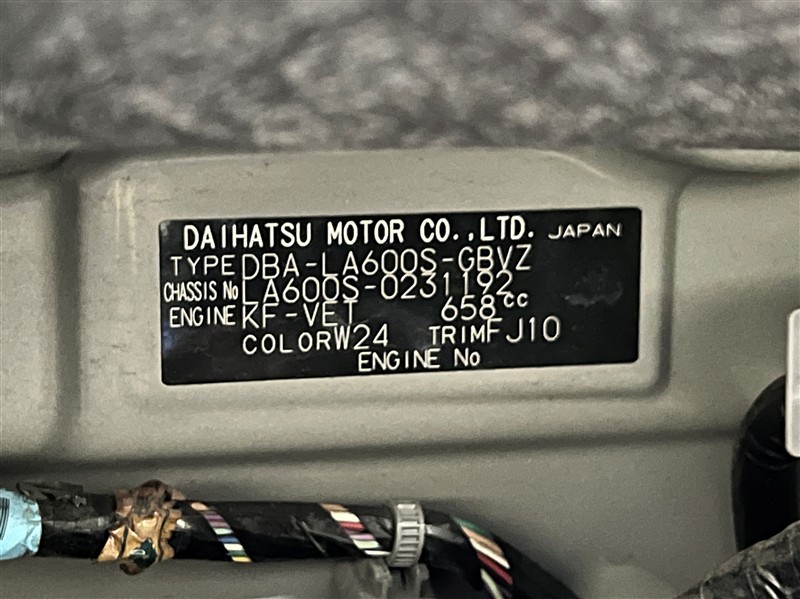 DAIHATSU MOTOR CO.,LTD. JAPAN
TYPE DBA-LA600S-GBVZ
CHASSIS No LA600S-0231192
ENGINE KF-VET 658cc
COLOR W24 TRIM FJ10
ENGINE No